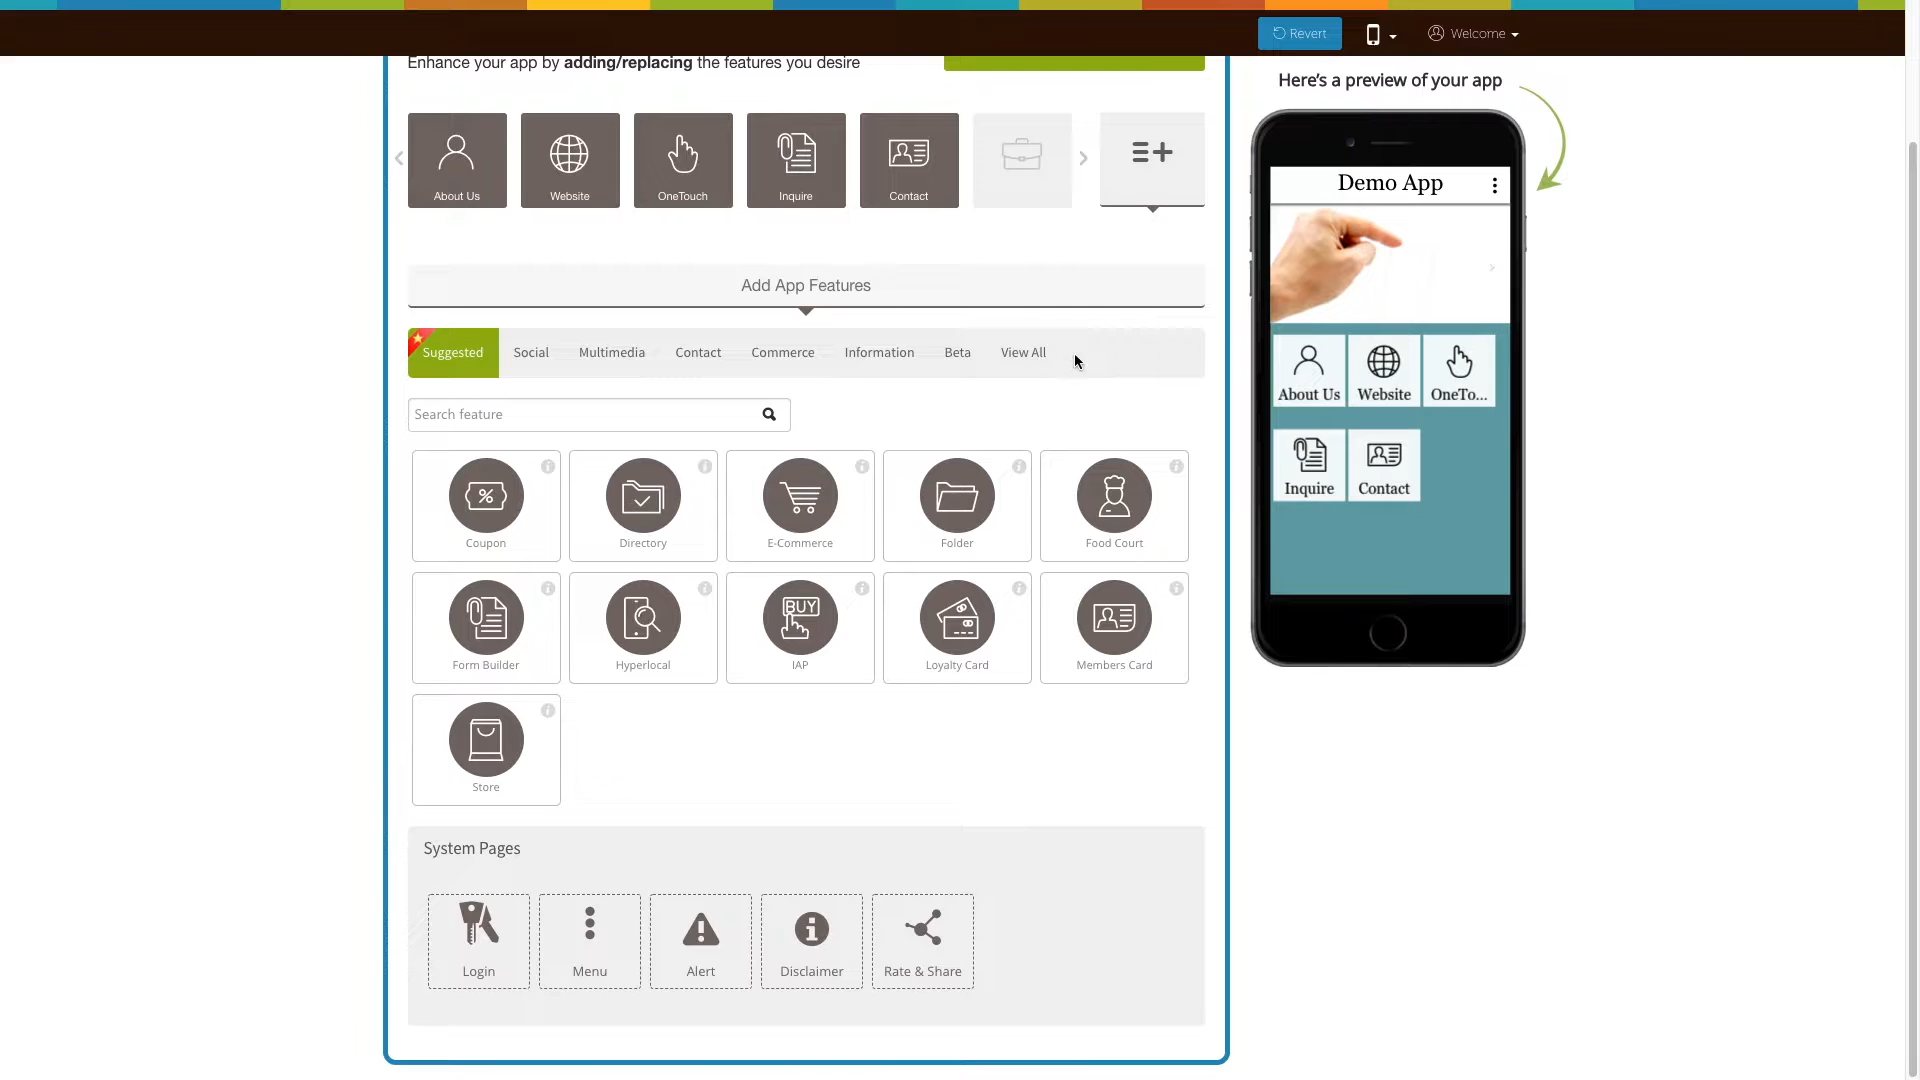 Revert
Welcome
Enhance your app by adding/replacing the features you desire
Here's a preview of your app
About Us
Website
OneTouch
Inquire
Contact
Demo App
Add App Features
Suggested
Social
Multimedia
Contact
Commerce
Information
Beta
View All
About Us
Website
OneTo...
Search feature
Inquire
Contact
Coupon
Directory
E-Commerce
Folder
Food Court
BUY
Form Builder
Hyperlocal
IAP
Loyalty Card
Members Card
Store
System Pages
Login
Menu
Alert
Disclaimer
Rate & Share